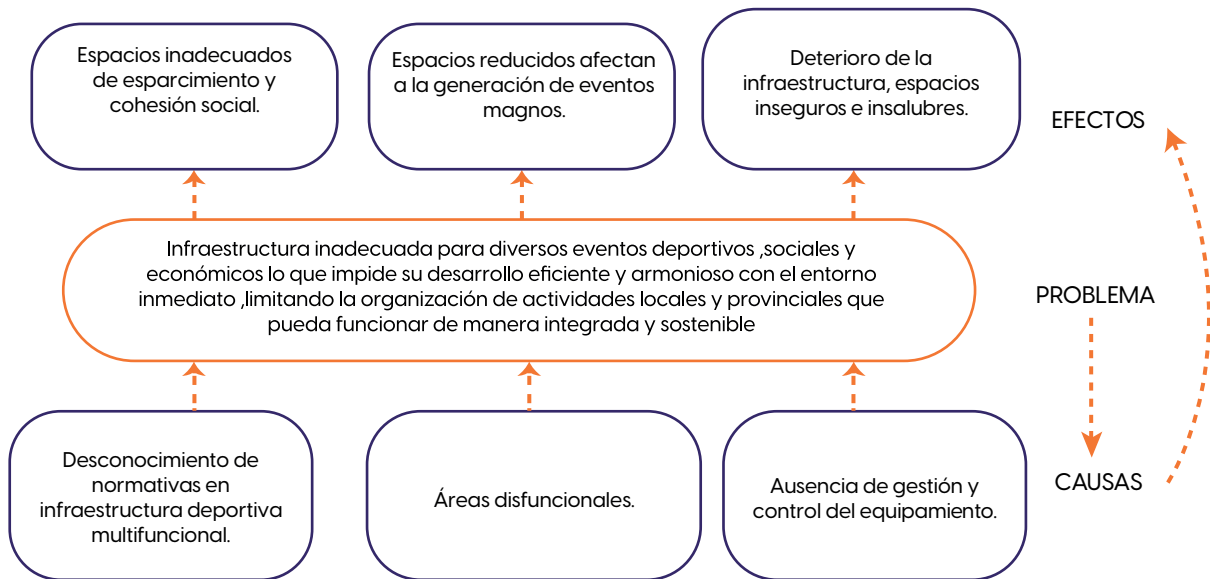 Espacios inadecuados
de esparcimiento y
cohesión social.
Espacios reducidos afectan
a la generación de eventos
magnos.
Deterioro de la
infraestructura, espacios
inseguros e insalubres.
EFECTOS
Infraestructura inadecuada para diversos eventos deportivos ,sociales y
económicos lo que impide su desarrollo eficiente y armonioso con el entorno
inmediato ,limitando la organización de actividades locales y provinciales que
pueda funcionar de manera integrada y sostenible
PROBLEMA
Desconocimiento de
normativas en
infraestructura deportiva
multifuncional.
Áreas disfuncionales.
Ausencia de gestión y
control del equipamiento.
CAUSAS